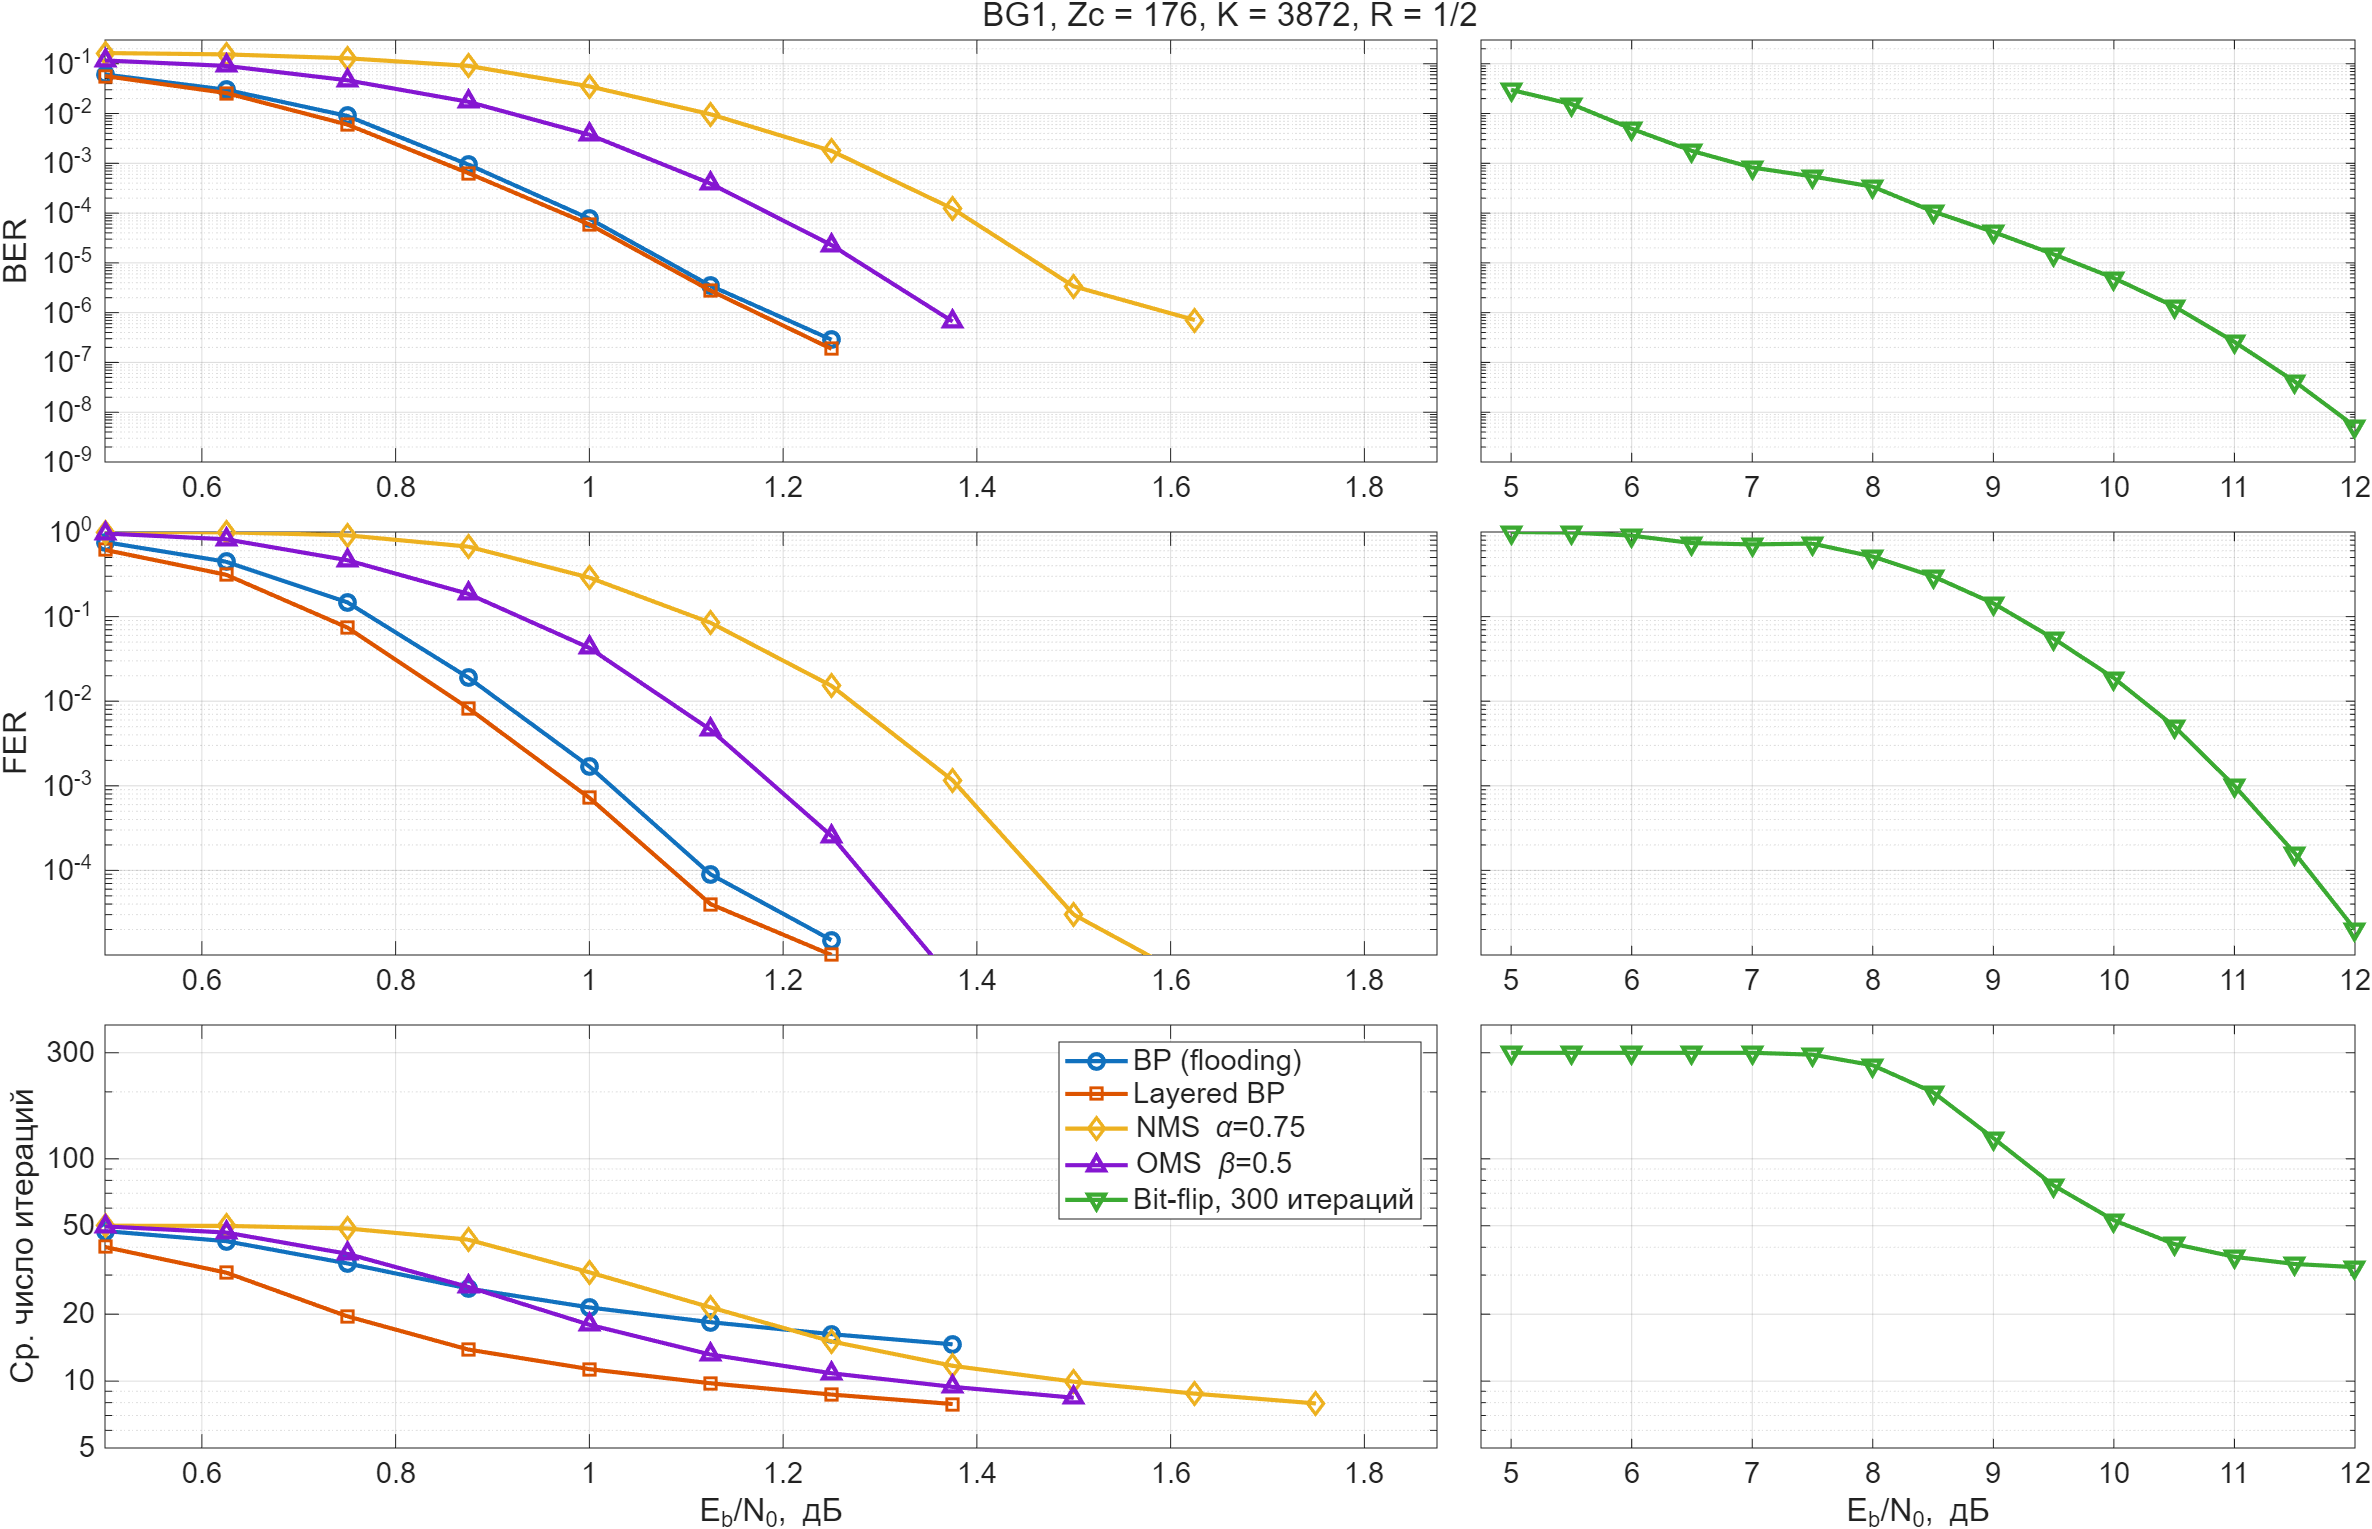 BG1, Zc = 176, K = 3872, R = 1/2
BER
10^-1
10^-2
10^-3
10^-4
10^-5
10^-6
10^-7
10^-8
10^-9
0.6 0.8 1 1.2 1.4 1.6 1.8
5 6 7 8 9 10 11 12
FER
10^0
10^-1
10^-2
10^-3
10^-4
0.6 0.8 1 1.2 1.4 1.6 1.8
5 6 7 8 9 10 11 12
Ср. число итераций
300
100
50
20
10
5
BP (flooding)
Layered BP
NMS α=0.75
OMS β=0.5
Bit-flip, 300 итераций
0.6 0.8 1 1.2 1.4 1.6 1.8
5 6 7 8 9 10 11 12
E_b/N_0, дБ
E_b/N_0, дБ